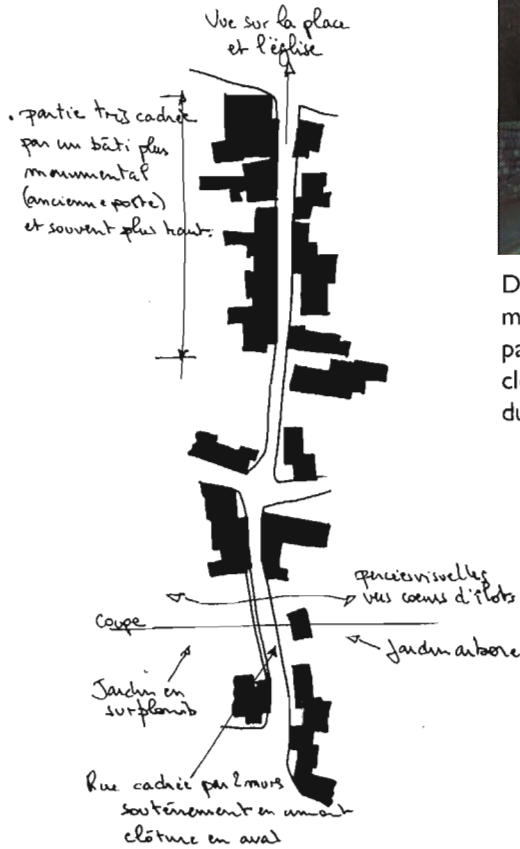 Vue sur la place
et l'église
. partie très cadrée
par un bâti plus
monumental
(ancienne porte)
et souvent plus haut.
D
m
pa
cl
du
percées visuelles
vers coeurs d'îlots
Coupe
Jardin arboré
Jardin en
surplomb
Rue cadrée par 2 murs
soutènement en amont
clôture en aval